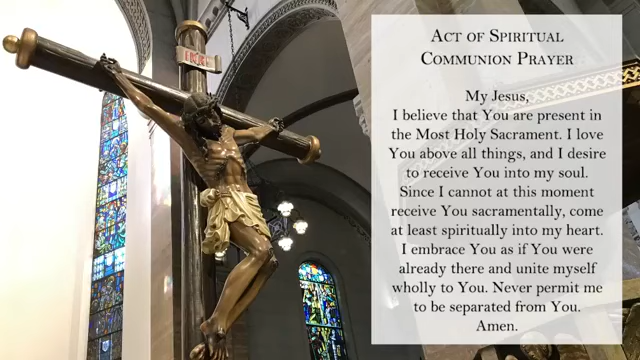 INRI
Act of Spiritual
Communion Prayer
My Jesus,
I believe that You are present in
the Most Holy Sacrament. I love
You above all things, and I desire
to receive You into my soul.
Since I cannot at this moment
receive You sacramentally, come
at least spiritually into my heart.
I embrace You as if You were
already there and unite myself
wholly to You. Never permit me
to be separated from You.
Amen.